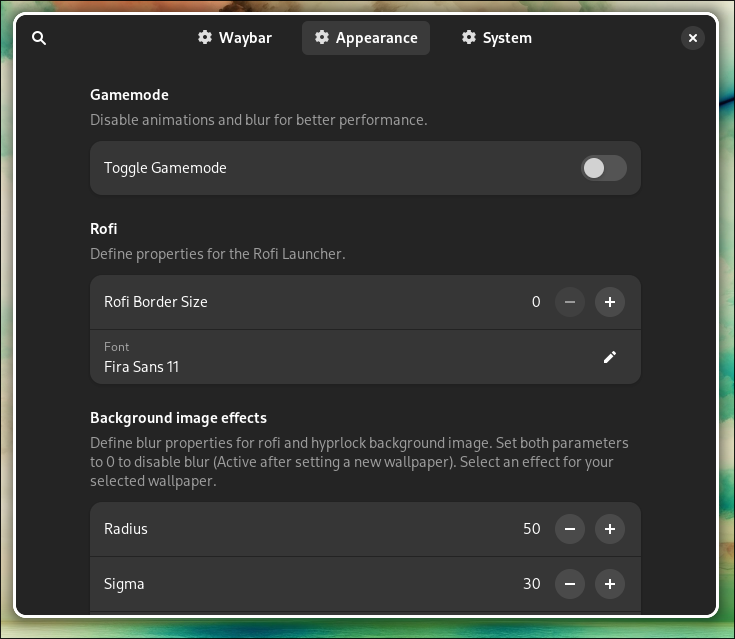 Waybar
Appearance
System
Gamemode
Disable animations and blur for better performance.
Toggle Gamemode
Rofi
Define properties for the Rofi Launcher.
Rofi Border Size 0
Font
Fira Sans 11
Background image effects
Define blur properties for rofi and hyprlock background image. Set both parameters
to 0 to disable blur (Active after setting a new wallpaper). Select an effect for your
selected wallpaper.
Radius 50
Sigma 30